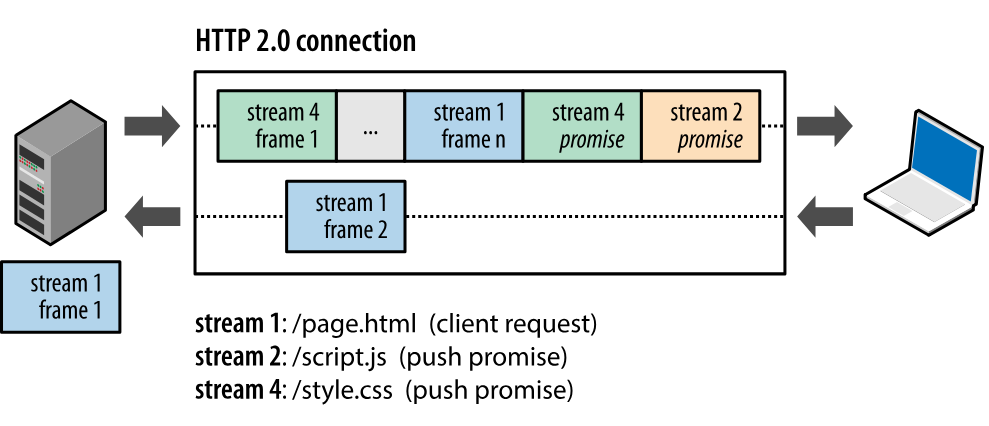 HTTP 2.0 connection
stream 4
frame 1
...
stream 1
frame n
stream 4
promise
stream 2
promise
stream 1
frame 2
stream 1
frame 1
stream 1: /page.html (client request)
stream 2: /script.js (push promise)
stream 4: /style.css (push promise)